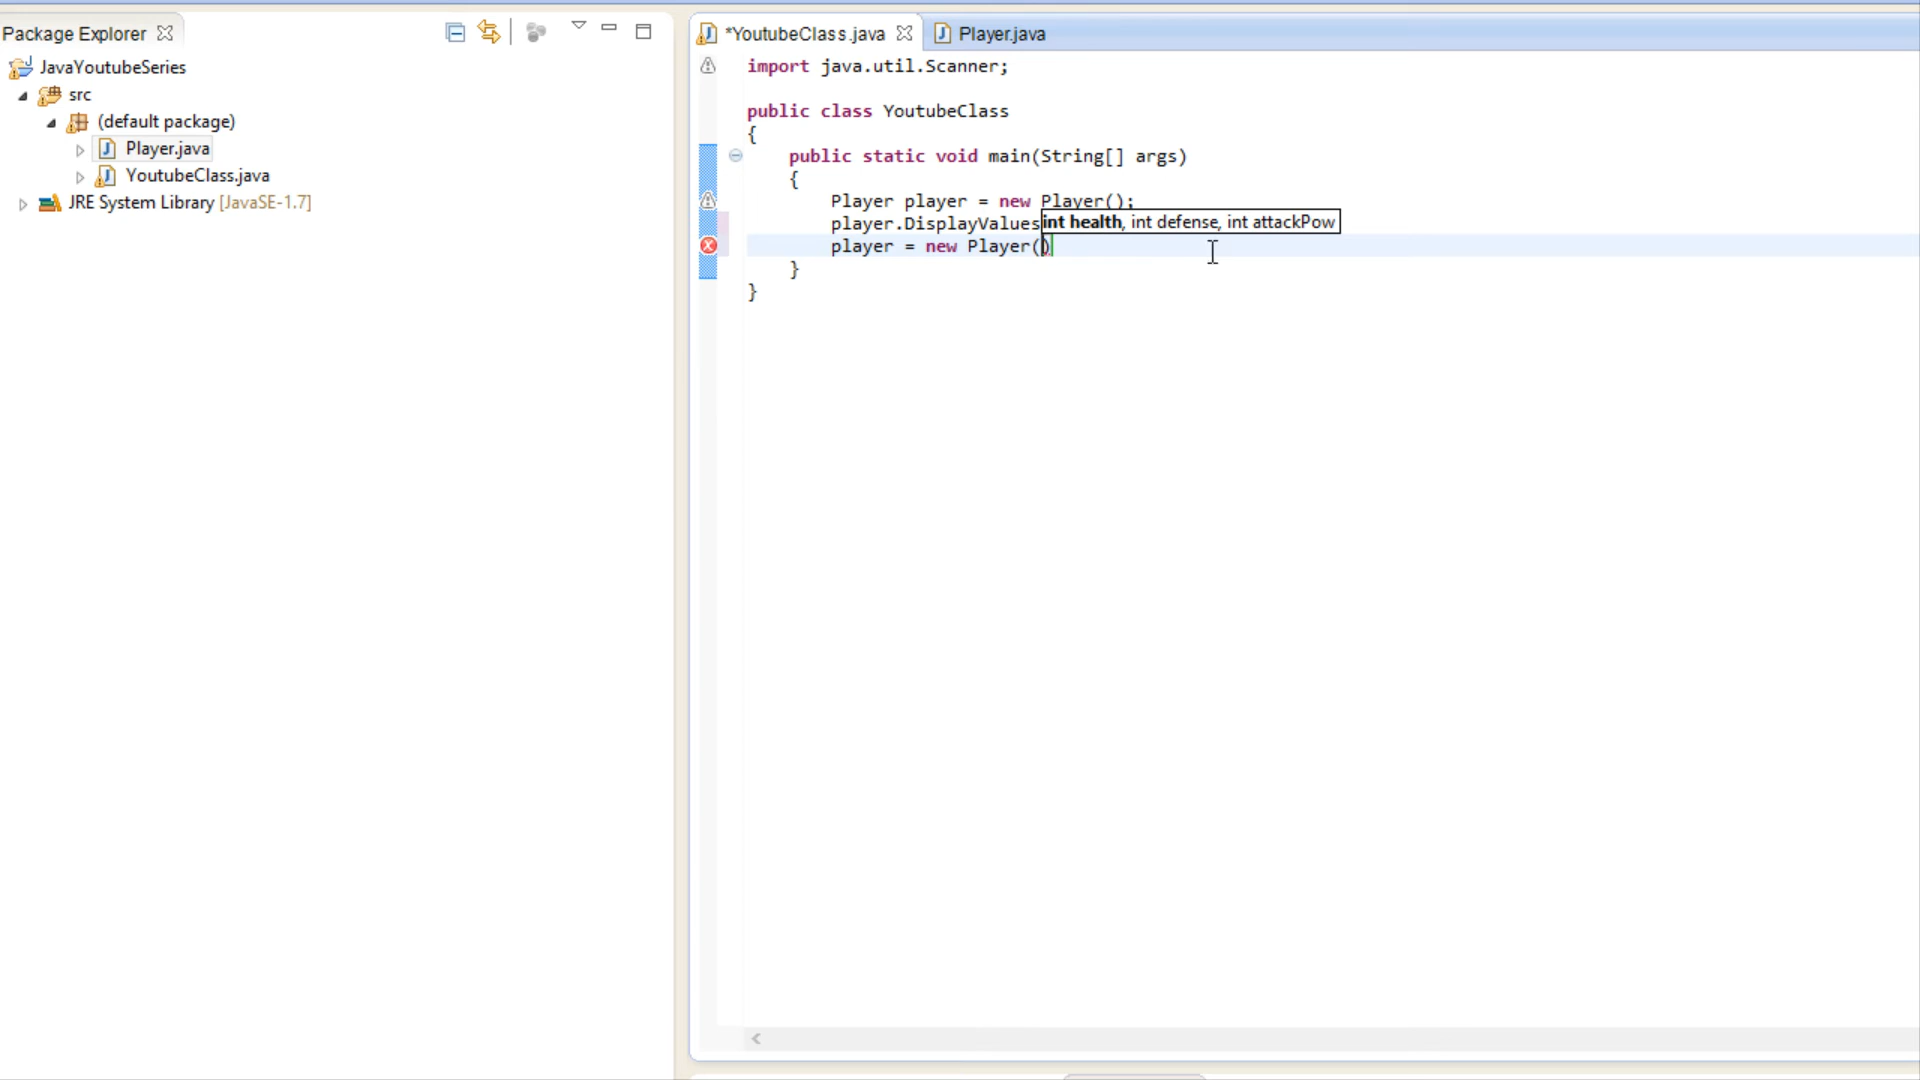 Package Explorer
JavaYoutubeSeries
src
(default package)
Player.java
YoutubeClass.java
JRE System Library [JavaSE-1.7]
*YoutubeClass.java
Player.java
import java.util.Scanner;
public class YoutubeClass
{
public static void main(String[] args)
{
Player player = new Player();
player.DisplayValues
int health, int defense, int attackPow
player = new Player()
}
}